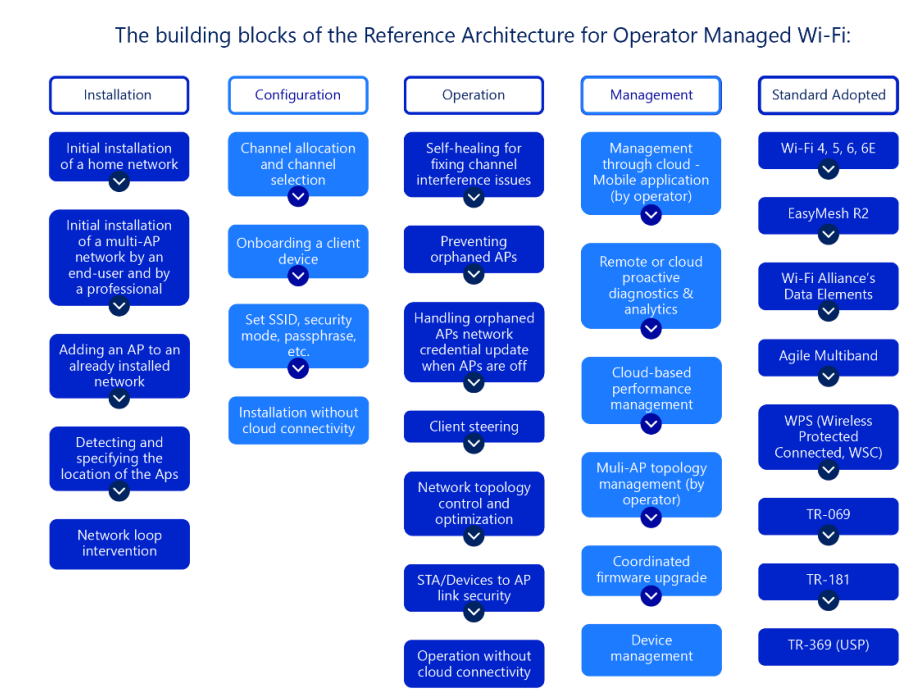 The building blocks of the Reference Architecture for Operator Managed Wi-Fi:
Installation
Initial installation
of a home network
Initial installation
of a multi-AP
network by an
end-user and by
a professional
Adding an AP to an
already installed
network
Detecting and
specifying the
location of the Aps
Network loop
intervention
Configuration
Channel allocation
and channel
selection
Onboarding a client
device
Set SSID, security
mode, passphrase,
etc.
Installation without
cloud connectivity
Operation
Self-healing for
fixing channel
interference issues
Preventing
orphaned APs
Handling orphaned
APs network
credential update
when APs are off
Client steering
Network topology
control and
optimization
STA/Devices to AP
link security
Operation without
cloud connectivity
Management
Management
through cloud -
Mobile application
(by operator)
Remote or cloud
proactive
diagnostics &
analytics
Cloud-based
performance
management
Muli-AP topology
management (by
operator)
Coordinated
firmware upgrade
Device
management
Standard Adopted
Wi-Fi 4, 5, 6, 6E
EasyMesh R2
Wi-Fi Alliance's
Data Elements
Agile Multiband
WPS (Wireless
Protected
Connected, WSC)
TR-069
TR-181
TR-369 (USP)